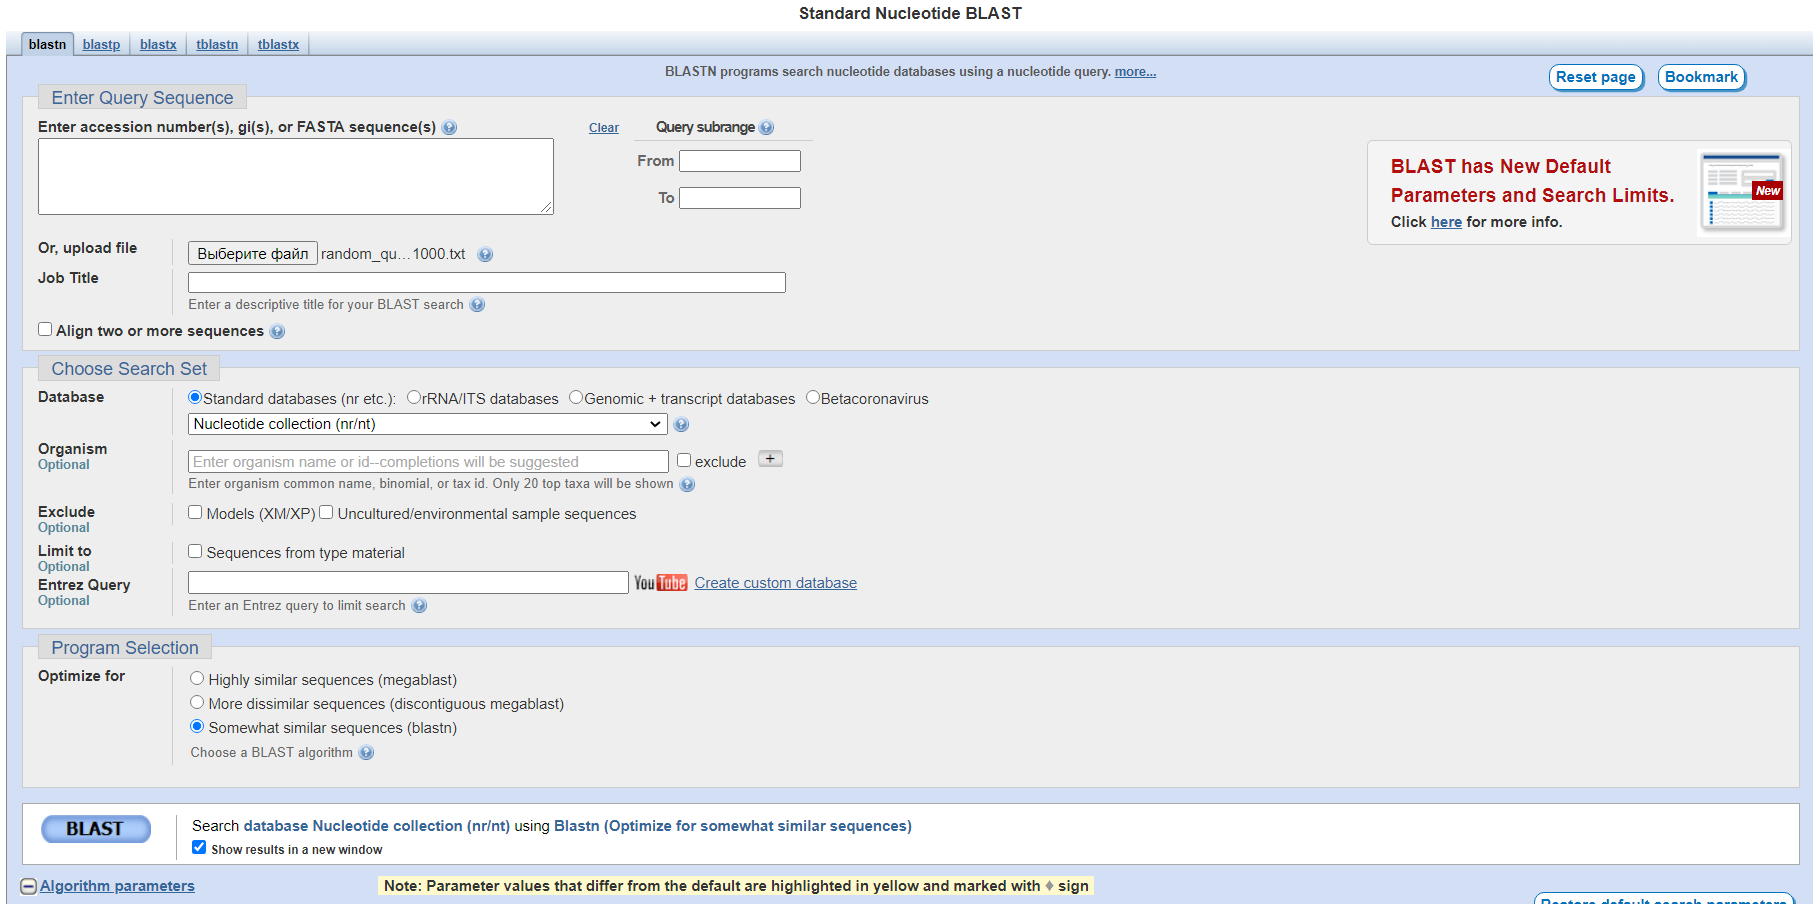 Standard Nucleotide BLAST
blastn blastp blastx tblastn tblastx
BLASTN programs search nucleotide databases using a nucleotide query. more...
Reset page Bookmark
Enter Query Sequence
Enter accession number(s), gi(s), or FASTA sequence(s) Clear Query subrange
From
To
BLAST has New Default
Parameters and Search Limits.
Click here for more info.
New
Or, upload file Выберите файл random_qu...1000.txt
Job Title
Enter a descriptive title for your BLAST search
Align two or more sequences
Choose Search Set
Database Standard databases (nr etc.): rRNA/ITS databases Genomic + transcript databases Betacoronavirus
Nucleotide collection (nr/nt)
Organism
Optional
Enter organism name or id--completions will be suggested exclude +
Enter organism common name, binomial, or tax id. Only 20 top taxa will be shown
Exclude
Optional
Models (XM/XP) Uncultured/environmental sample sequences
Limit to
Optional
Sequences from type material
Entrez Query
Optional
YouTube Create custom database
Enter an Entrez query to limit search
Program Selection
Optimize for
Highly similar sequences (megablast)
More dissimilar sequences (discontiguous megablast)
Somewhat similar sequences (blastn)
Choose a BLAST algorithm
BLAST
Search database Nucleotide collection (nr/nt) using Blastn (Optimize for somewhat similar sequences)
Show results in a new window
Algorithm parameters Note: Parameter values that differ from the default are highlighted in yellow and marked with ♦ sign
Restore default search parameters